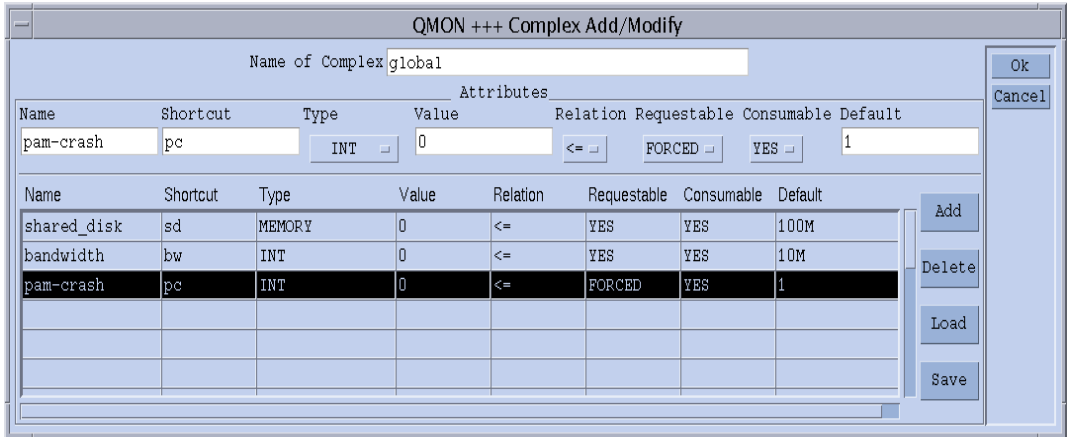 QMON +++ Complex Add/Modify
Name of Complex global
Ok
Cancel
Attributes
Name Shortcut Type Value Relation Requestable Consumable Default
pam-crash pc INT 0 <= FORCED YES 1
Name Shortcut Type Value Relation Requestable Consumable Default
shared_disk sd MEMORY 0 <= YES YES 100M
bandwidth bw INT 0 <= YES YES 10M
pam-crash pc INT 0 <= FORCED YES 1
Add
Delete
Load
Save